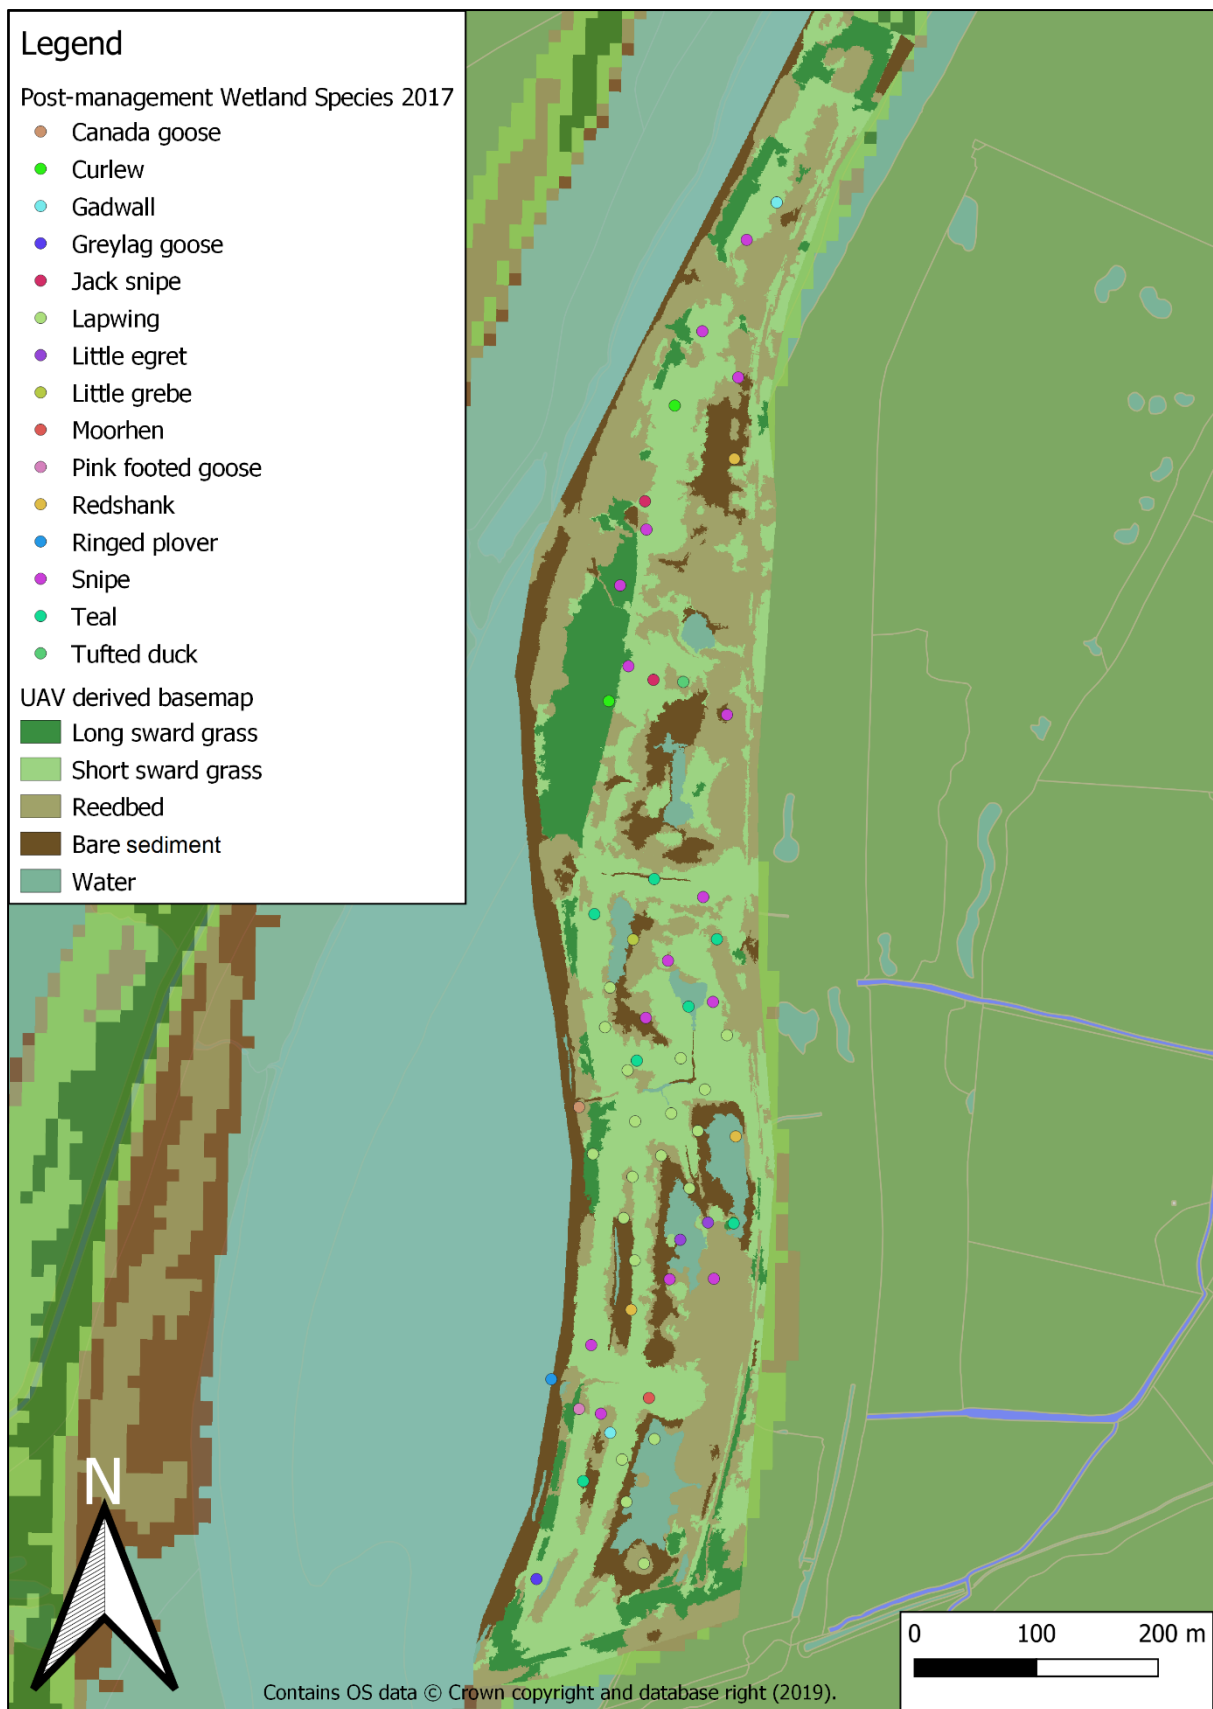 Legend
Post-management Wetland Species 2017
Canada goose
Curlew
Gadwall
Greylag goose
Jack snipe
Lapwing
Little egret
Little grebe
Moorhen
Pink footed goose
Redshank
Ringed plover
Snipe
Teal
Tufted duck
UAV derived basemap
Long sward grass
Short sward grass
Reedbed
Bare sediment
Water
N
0 100 200 m
Contains OS data © Crown copyright and database right (2019).